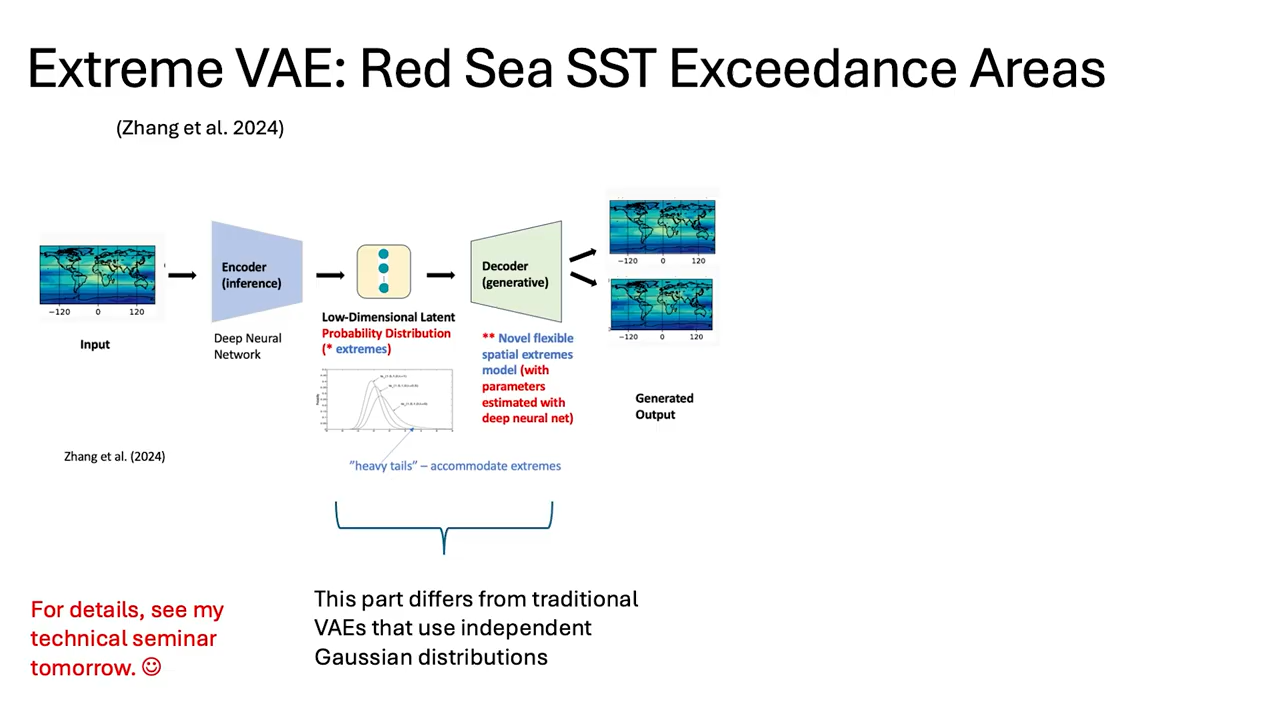 Extreme VAE: Red Sea SST Exceedance Areas
(Zhang et al. 2024)
−120 0 120
Input
Encoder
(inference)
Deep Neural
Network
Low-Dimensional Latent
Probability Distribution
(* extremes)
"heavy tails" – accommodate extremes
Decoder
(generative)
** Novel flexible
spatial extremes
model (with
parameters
estimated with
deep neural net)
−120 0 120
−120 0 120
Generated
Output
Zhang et al. (2024)
For details, see my
technical seminar
tomorrow. ☺
This part differs from traditional
VAEs that use independent
Gaussian distributions